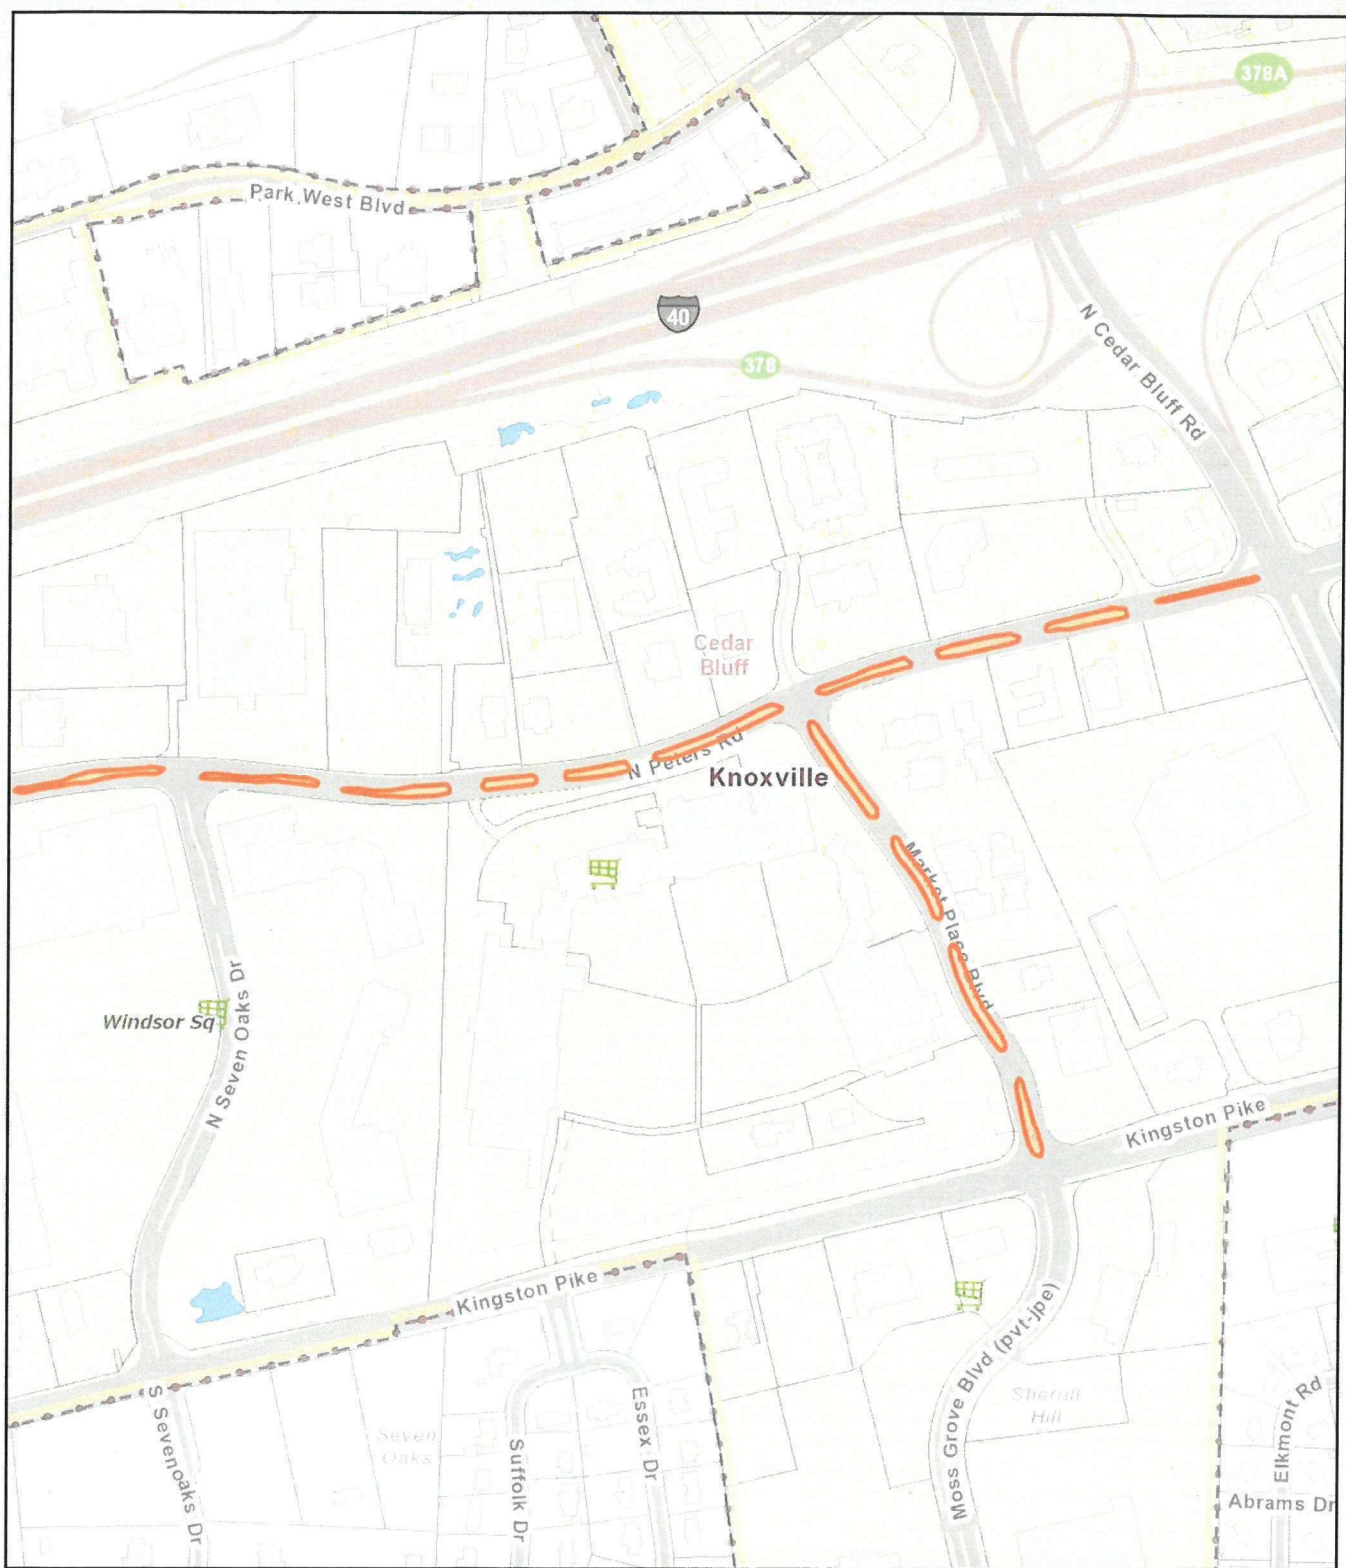 378A
Park West Blvd
40
N Cedar Bluff Rd
378
Cedar
Bluff
N Peters Rd
Knoxville
Market Place Blvd
Windsor Sq
N Seven Oaks Dr
Kingston Pike
Kingston Pike
Moss Grove Blvd (pvt-jpe)
Sherrill
Hill
Elkmont Rd
S Sevenoaks Dr
Seven
Oaks
Suffolk Dr
Essex Dr
Abrams Dr